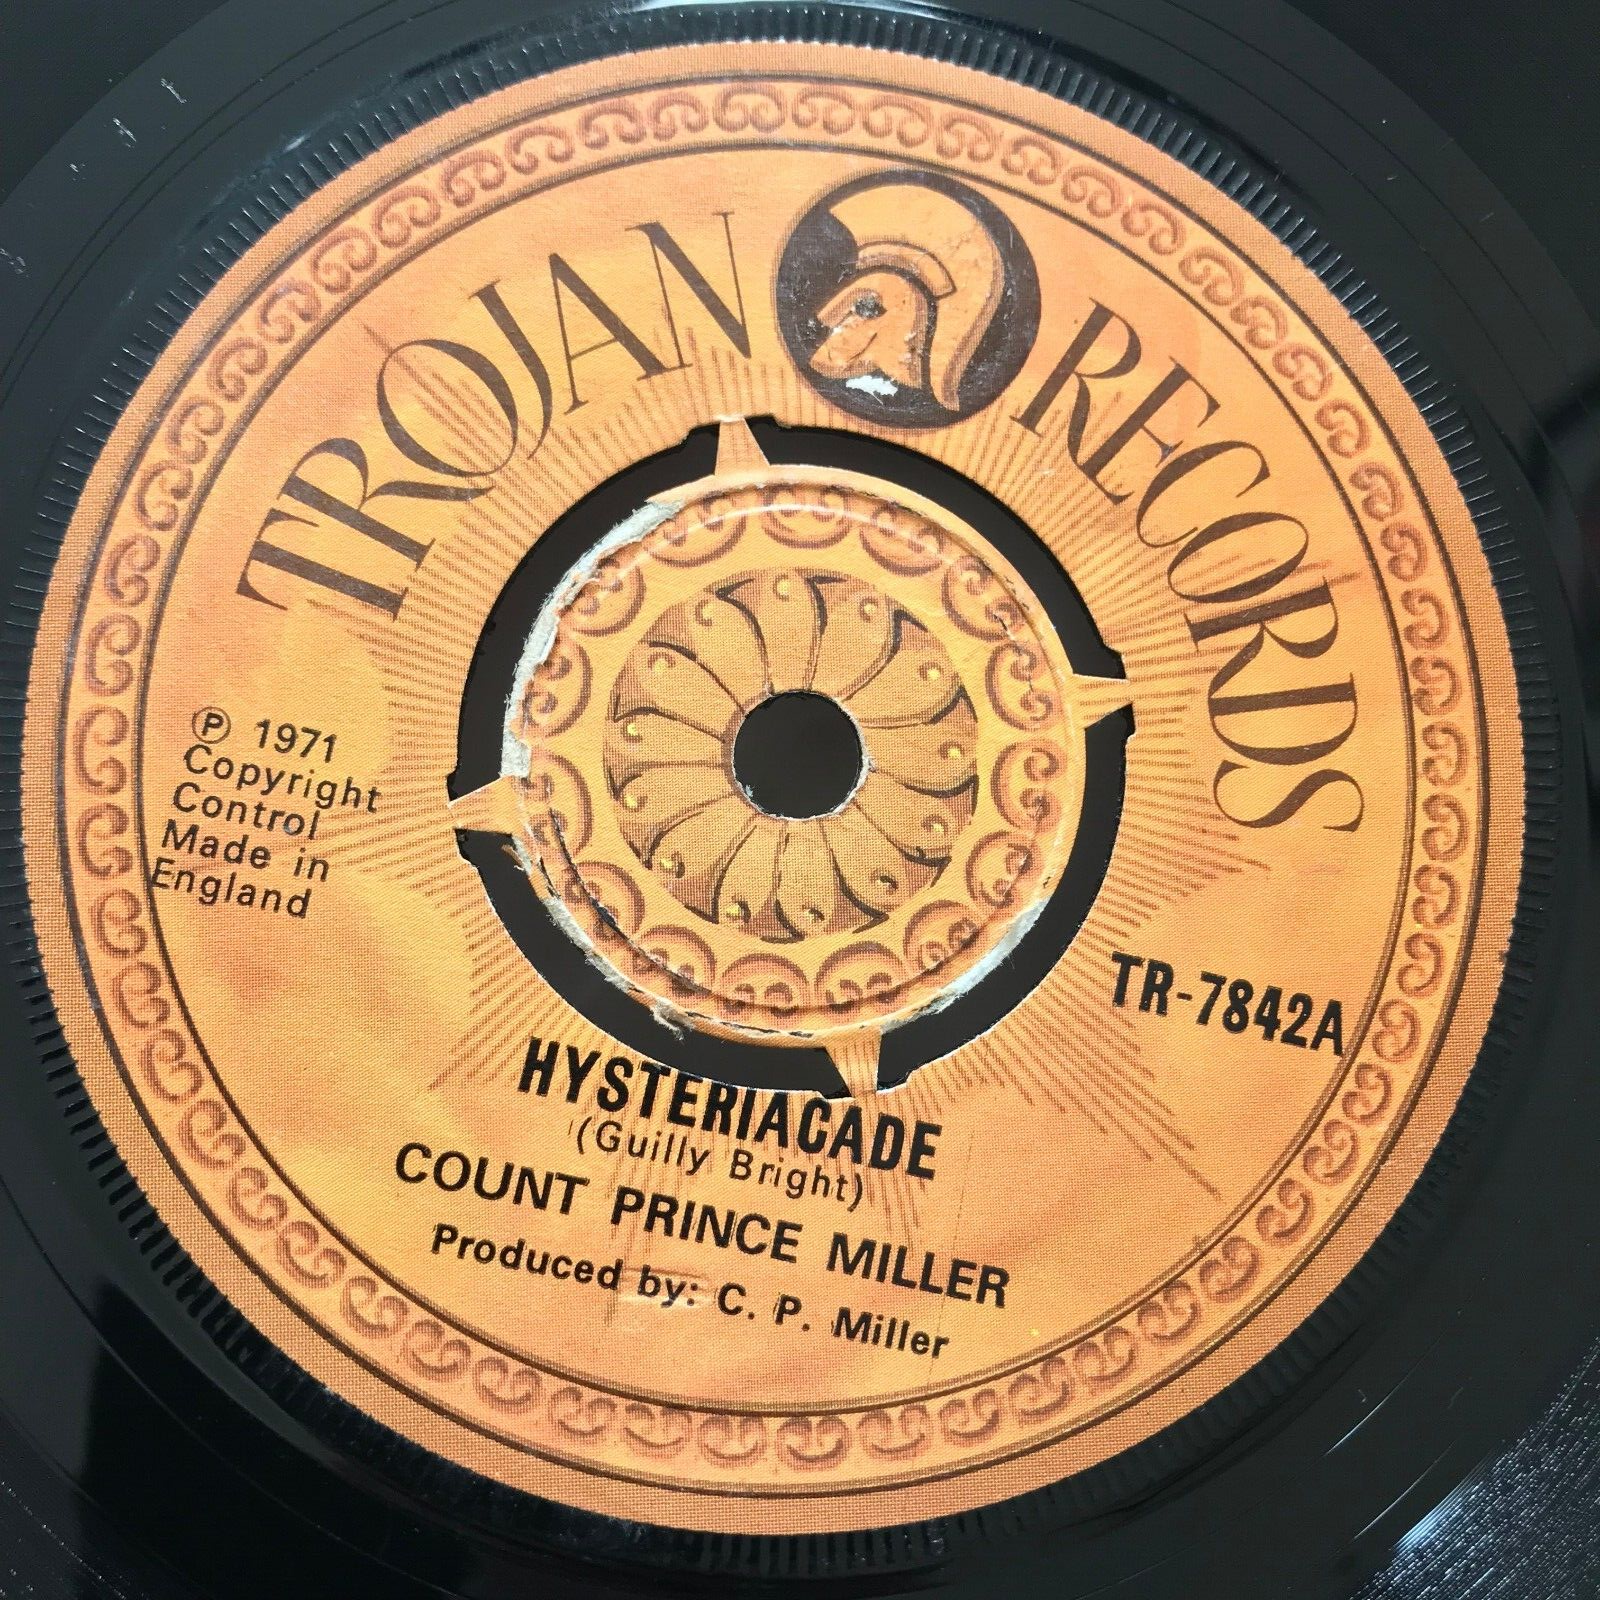 TROJAN RECORDS
Ⓟ 1971
Copyright
Control
Made in
England
TR-7842A
HYSTERIACADE
(Guilly Bright)
COUNT PRINCE MILLER
Produced by: C. P. Miller